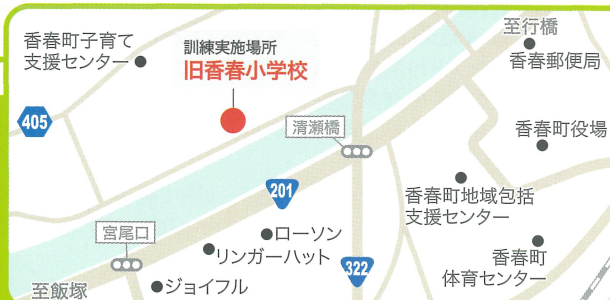 香春町子育て
支援センター
訓練実施場所
旧香春小学校
至行橋
香春郵便局
405
清瀬橋
香春町役場
201
香春町地域包括
支援センター
宮尾口
ローソン
リンガーハット
322
香春町
体育センター
至飯塚
ジョイフル